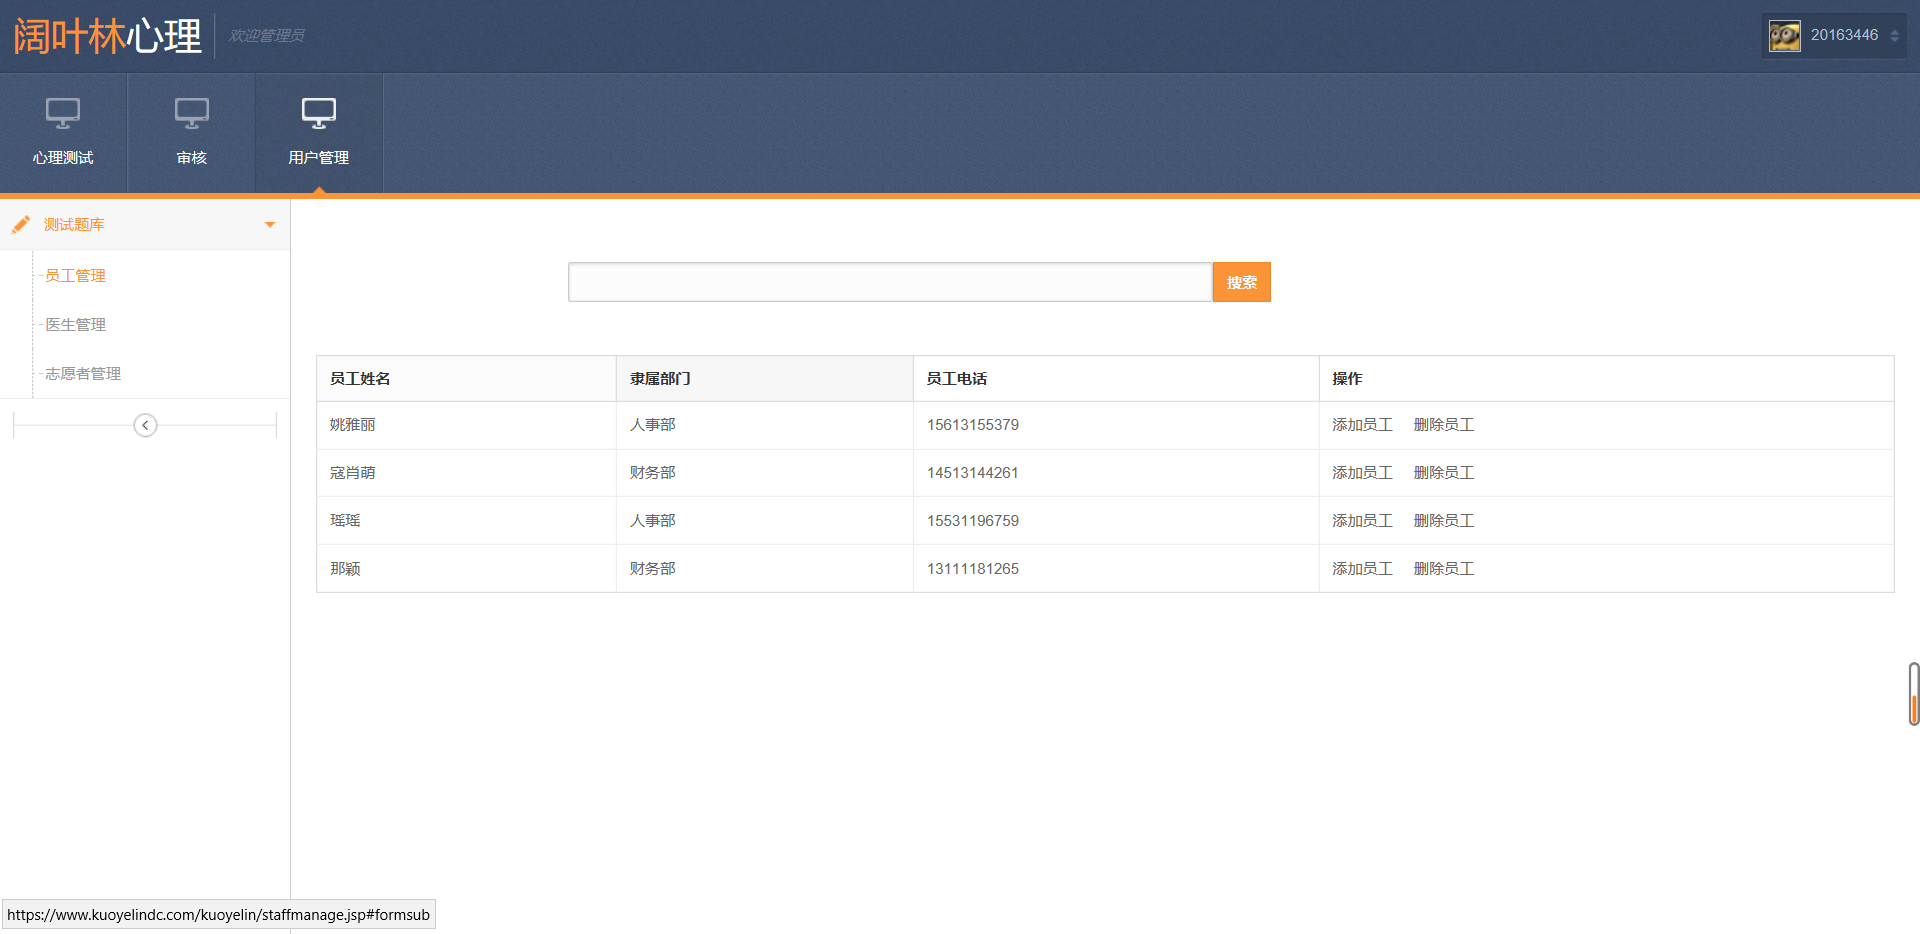 阔叶林心理 欢迎管理员 20163446
心理测试 审核 用户管理
测试题库
员工管理
医生管理
志愿者管理
搜索
员工姓名 隶属部门 员工电话 操作
姚雅丽 人事部 15613155379 添加员工 删除员工
寇肖萌 财务部 14513144261 添加员工 删除员工
瑶瑶 人事部 15531196759 添加员工 删除员工
那颖 财务部 13111181265 添加员工 删除员工
https://www.kuoyelindc.com/kuoyelin/staffmanage.jsp#formsub